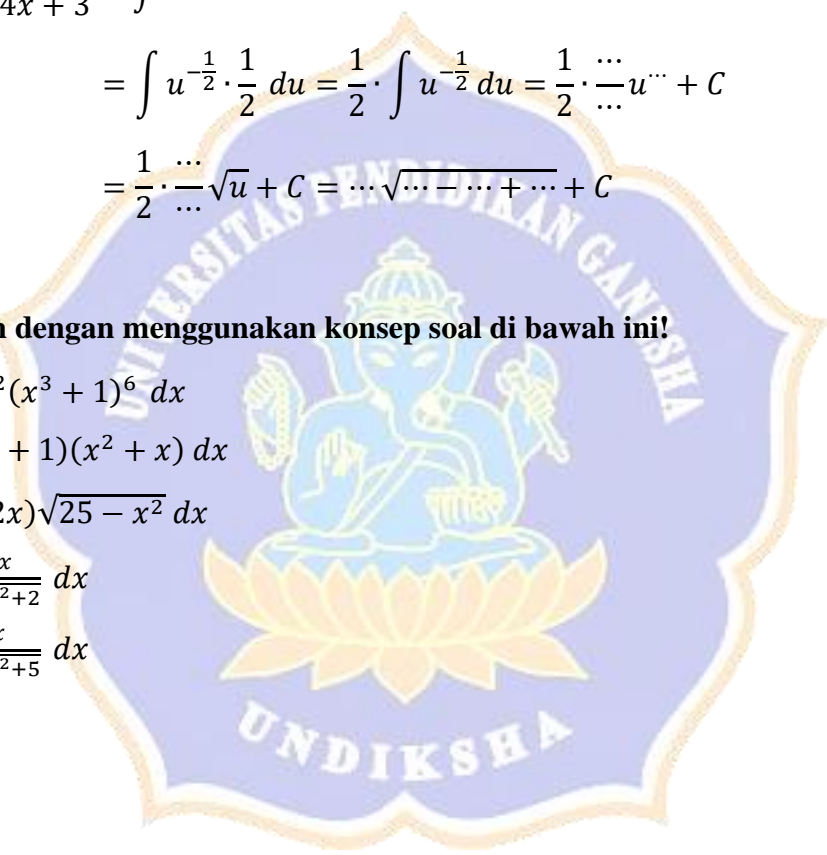 4x + 3 ∫
= ∫ u^{-1/2} · 1/2 du = 1/2 · ∫ u^{-1/2} du = 1/2 · .../... u^{...} + C
= 1/2 · .../... √u + C = ... √(... − ... + ...) + C
dengan menggunakan konsep soal di bawah ini!
²(x³ + 1)⁶ dx
+ 1)(x² + x) dx
2x)√(25 − x²) dx
x/(²+2) dx
²+5 dx
UNIVERSITAS PENDIDIKAN GANESHA
UNDIKSHA